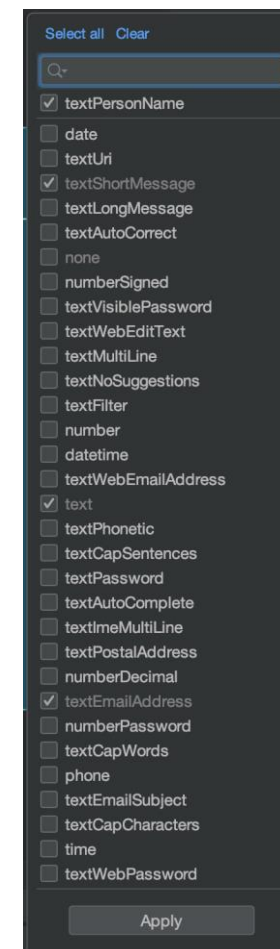 Select all Clear
textPersonName
date
textUri
textShortMessage
textLongMessage
textAutoCorrect
none
numberSigned
textVisiblePassword
textWebEditText
textMultiLine
textNoSuggestions
textFilter
number
datetime
textWebEmailAddress
text
textPhonetic
textCapSentences
textPassword
textAutoComplete
textImeMultiLine
textPostalAddress
numberDecimal
textEmailAddress
numberPassword
textCapWords
phone
textEmailSubject
textCapCharacters
time
textWebPassword
Apply